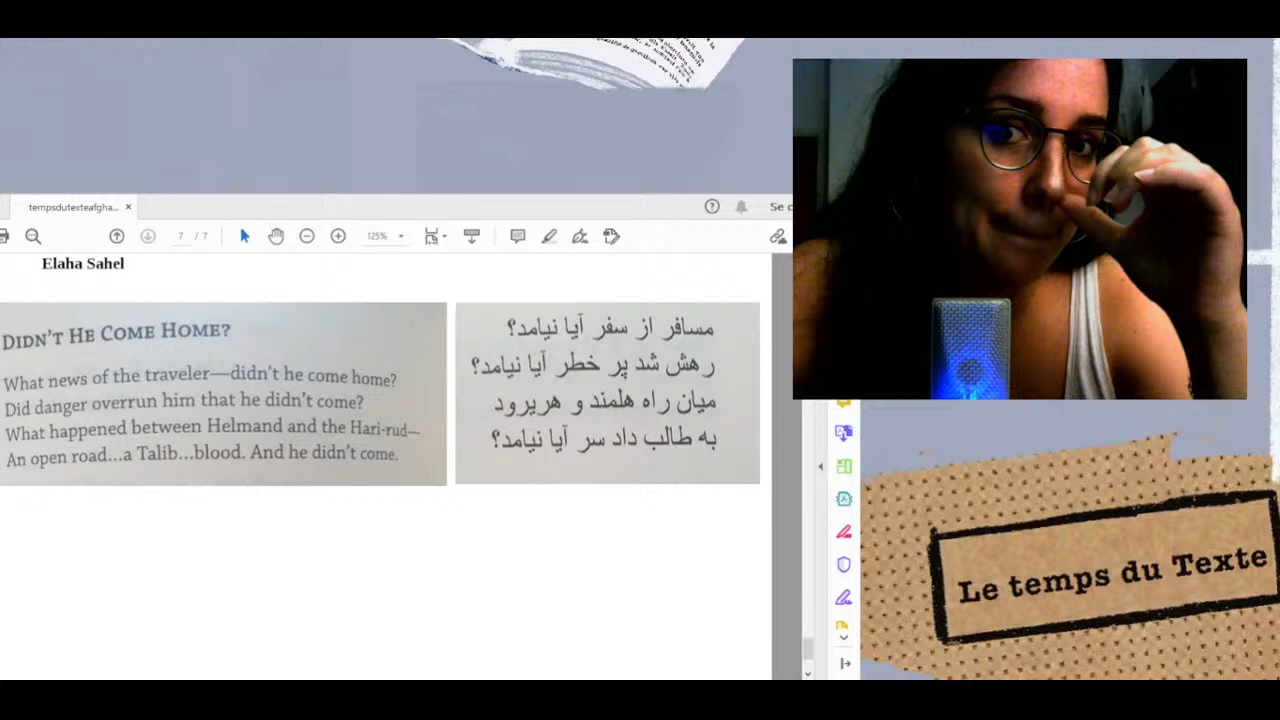 tempsdutexteafgha...
Se c
7 / 7
125%
Elaha Sahel
DIDN'T HE COME HOME?
What news of the traveler—didn't he come home?
Did danger overrun him that he didn't come?
What happened between Helmand and the Hari-rud—
An open road...a Talib...blood. And he didn't come.
مسافر از سفر آیا نیامد؟
رهش شد پر خطر آیا نیامد؟
میان راه هلمند و هریرود
به طالب داد سر آیا نیامد؟
Le temps du Texte